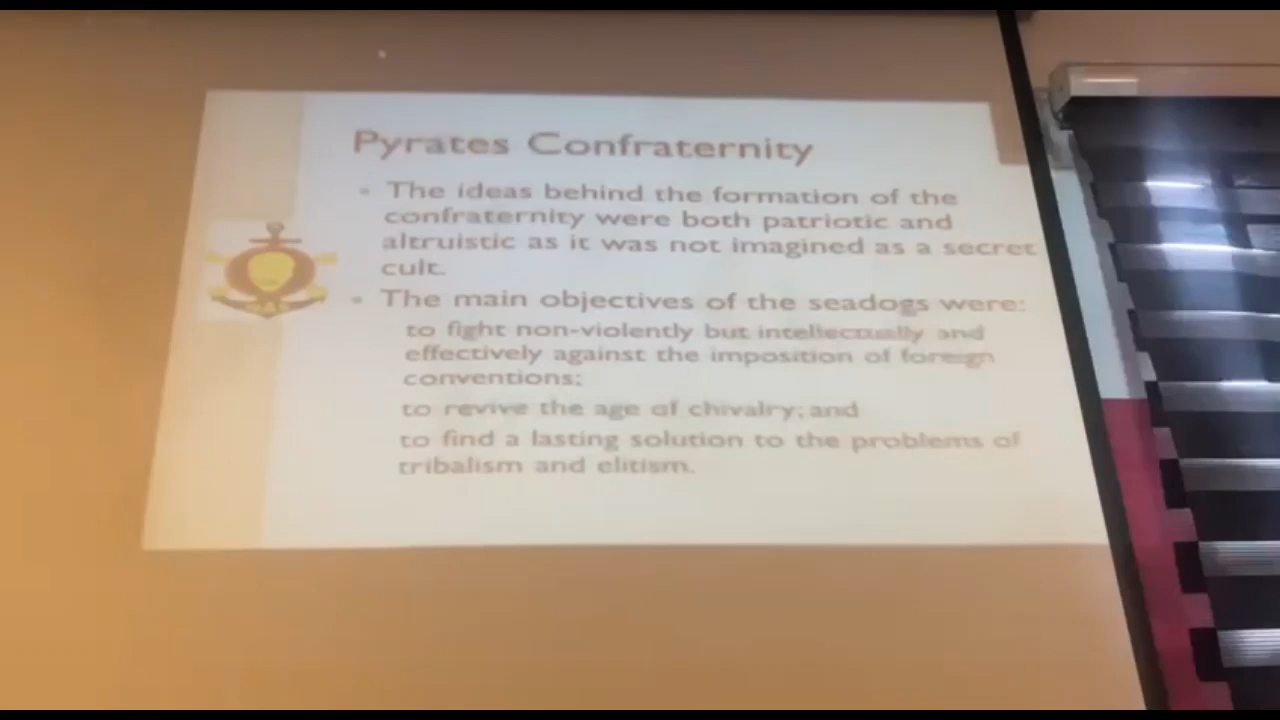 Pyrates Confraternity
The ideas behind the formation of the
confraternity were both patriotic and
altruistic as it was not imagined as a secret
cult.
The main objectives of the seadogs were:
to fight non-violently but intellectually and
effectively against the imposition of foreign
conventions;
to revive the age of chivalry; and
to find a lasting solution to the problems of
tribalism and elitism.